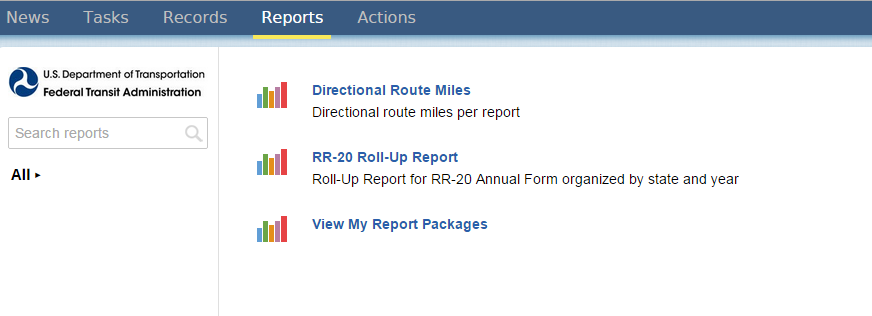 News Tasks Records Reports Actions
U.S. Department of Transportation
Federal Transit Administration
Search reports
All ▸
Directional Route Miles
Directional route miles per report
RR-20 Roll-Up Report
Roll-Up Report for RR-20 Annual Form organized by state and year
View My Report Packages